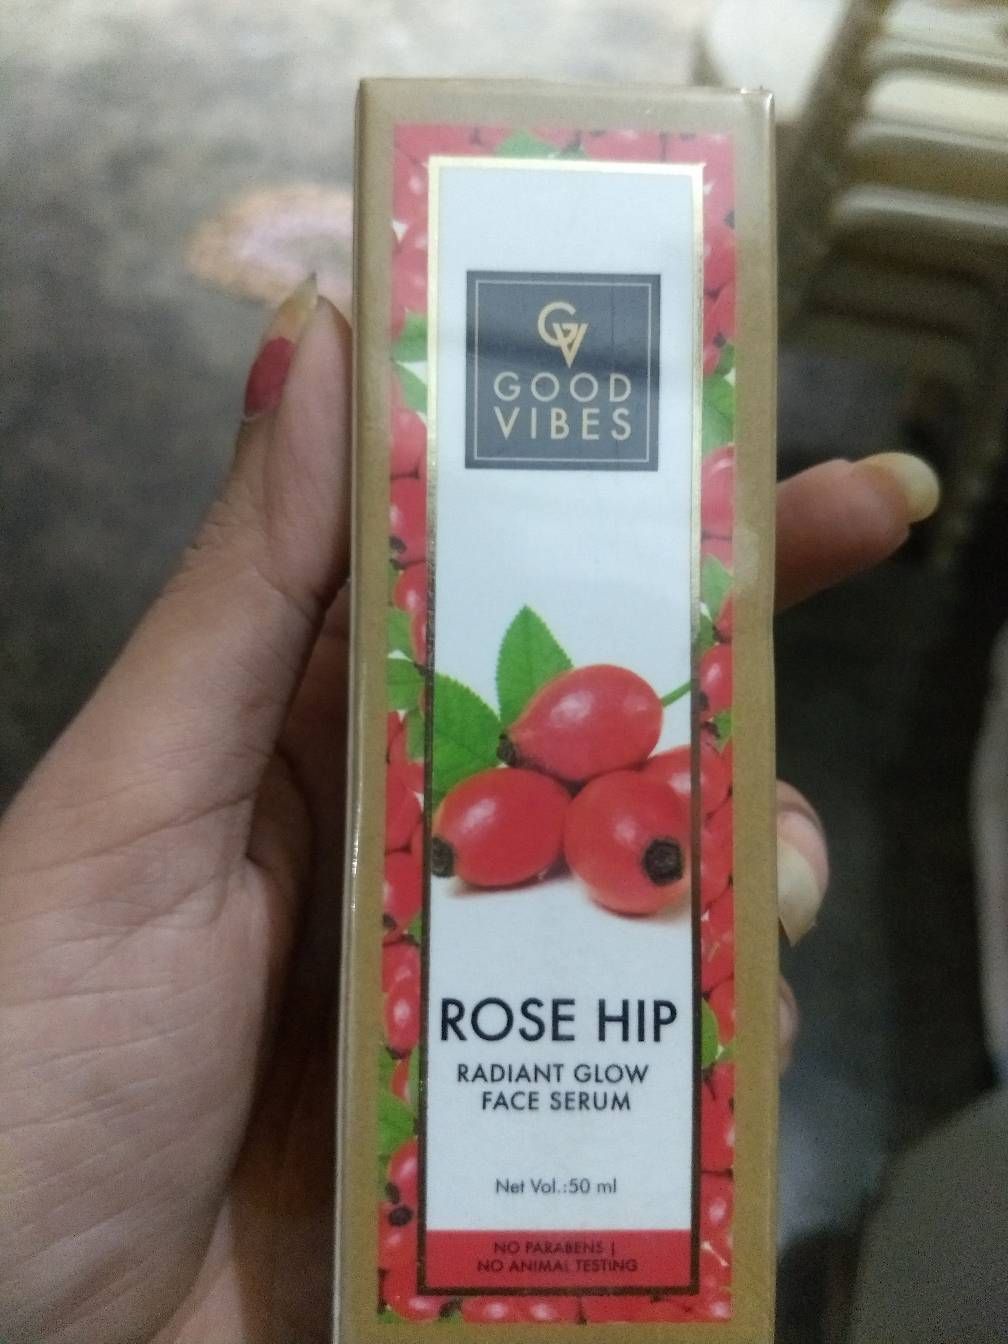 GV
GOOD
VIBES
ROSE HIP
RADIANT GLOW
FACE SERUM
Net Vol.:50 ml
NO PARABENS |
NO ANIMAL TESTING